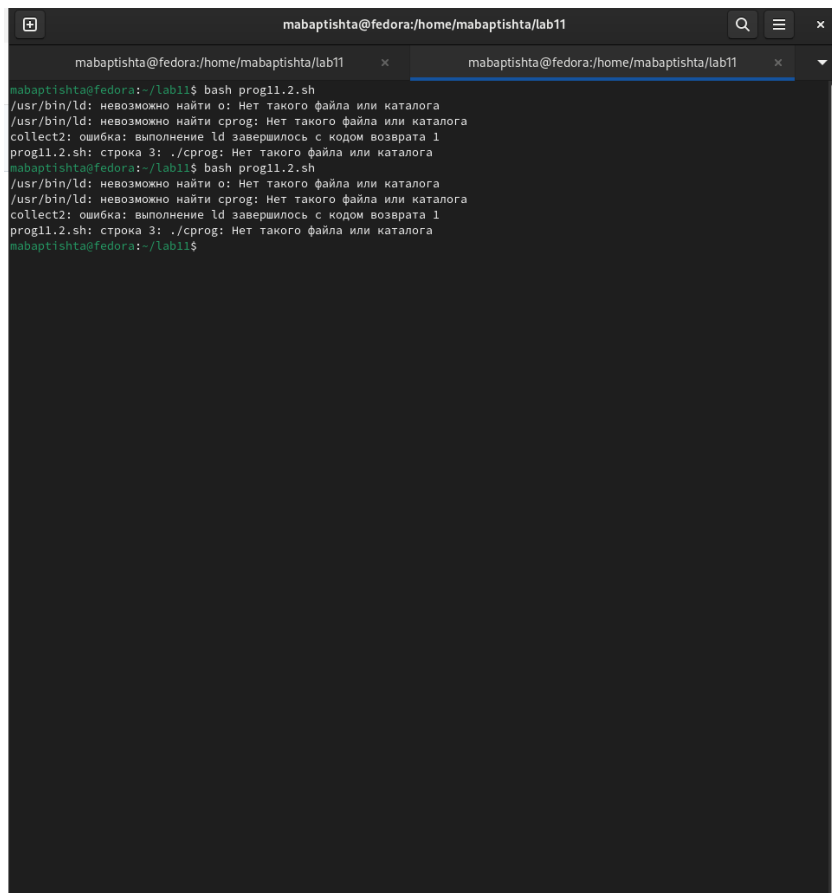 mabaptishta@fedora:/home/mabaptishta/lab11
mabaptishta@fedora:/home/mabaptishta/lab11
mabaptishta@fedora:/home/mabaptishta/lab11
mabaptishta@fedora:~/lab11$ bash prog11.2.sh
/usr/bin/ld: невозможно найти o: Нет такого файла или каталога
/usr/bin/ld: невозможно найти cprog: Нет такого файла или каталога
collect2: ошибка: выполнение ld завершилось с кодом возврата 1
prog11.2.sh: строка 3: ./cprog: Нет такого файла или каталога
mabaptishta@fedora:~/lab11$ bash prog11.2.sh
/usr/bin/ld: невозможно найти o: Нет такого файла или каталога
/usr/bin/ld: невозможно найти cprog: Нет такого файла или каталога
collect2: ошибка: выполнение ld завершилось с кодом возврата 1
prog11.2.sh: строка 3: ./cprog: Нет такого файла или каталога
mabaptishta@fedora:~/lab11$